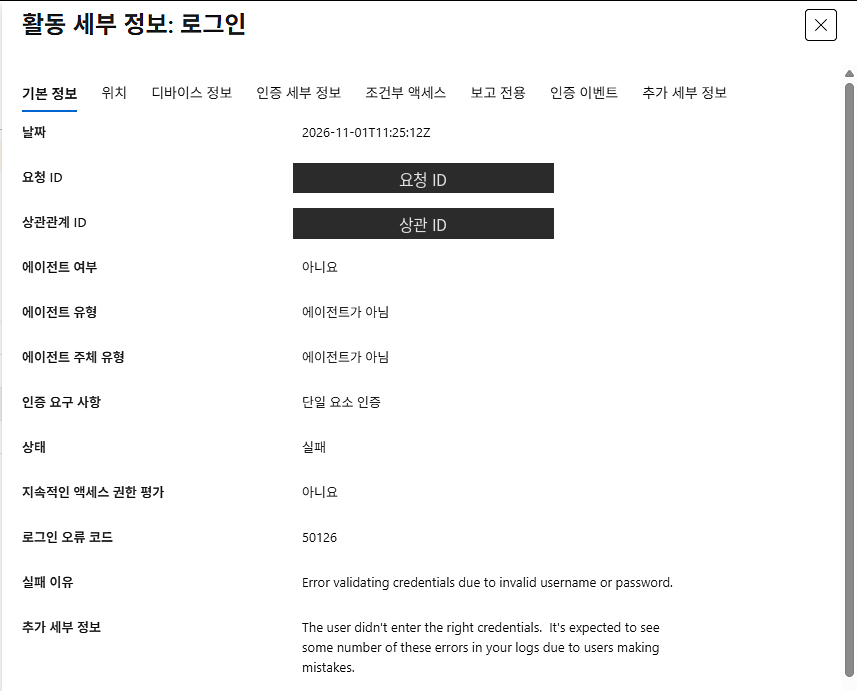 활동 세부 정보: 로그인
기본 정보 위치 디바이스 정보 인증 세부 정보 조건부 액세스 보고 전용 인증 이벤트 추가 세부 정보
날짜 2026-11-01T11:25:12Z
요청 ID 요청 ID
상관관계 ID 상관 ID
에이전트 여부 아니요
에이전트 유형 에이전트가 아님
에이전트 주체 유형 에이전트가 아님
인증 요구 사항 단일 요소 인증
상태 실패
지속적인 액세스 권한 평가 아니요
로그인 오류 코드 50126
실패 이유 Error validating credentials due to invalid username or password.
추가 세부 정보 The user didn't enter the right credentials.  It's expected to see
some number of these errors in your logs due to users making
mistakes.